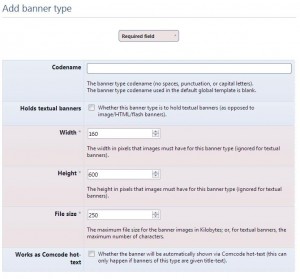 Add banner type
Required field *
Codename
The banner type codename (no spaces, punctuation, or capital letters).
The banner type codename used in the default global template is blank.
Holds textual banners
Whether this banner type is to hold textual banners (as opposed to
image/HTML/flash banners).
Width *
160
The width in pixels that images must have for this banner type (ignored for textual
banners).
Height *
600
The height in pixels that images must have for this banner type (ignored for textual
banners).
File size *
250
The maximum file size for the banner images in Kilobytes; or, for textual banners, the
maximum number of characters.
Works as Comcode hot-
text
Whether the banner will be automatically shown via Comcode hot-text (this can
only happen if banners of this type are given title-text).